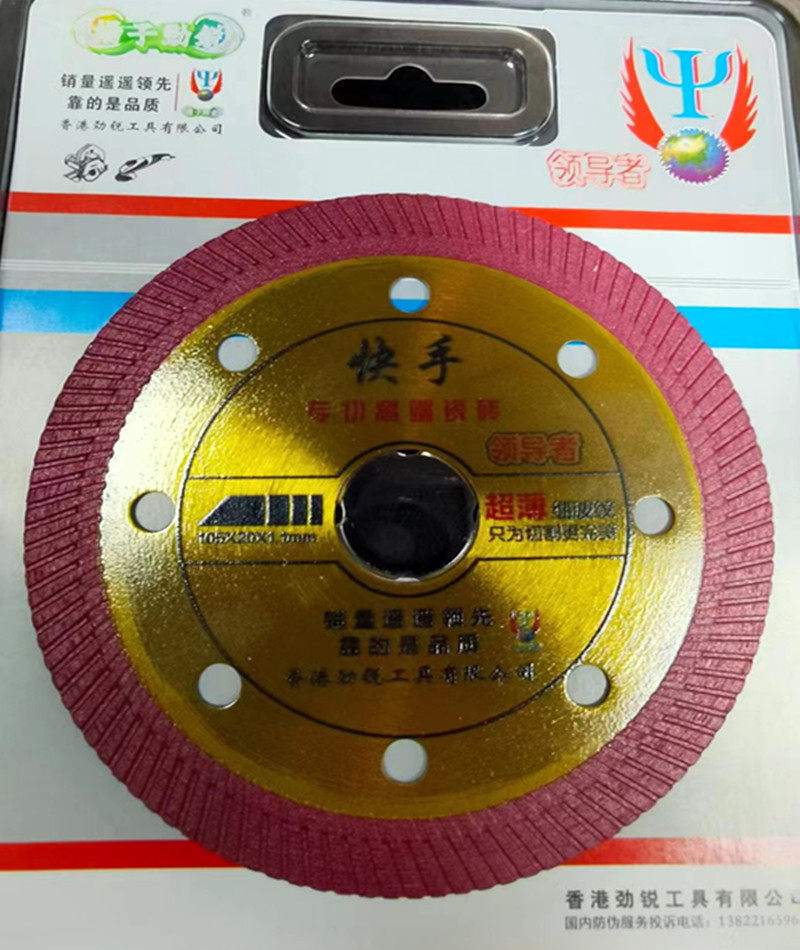 ®
销量遥遥领先
靠的是品质
香港劲锐工具有限公司
领导者
快手
专切高端瓷砖
领导者
105X20X1.1mm
超薄 细腰纹
只为切割更完美
销量遥遥领先
靠的是品质
香港劲锐工具有限公司
香港劲锐工具有限公
国内防伪服务投诉电话:1382216596